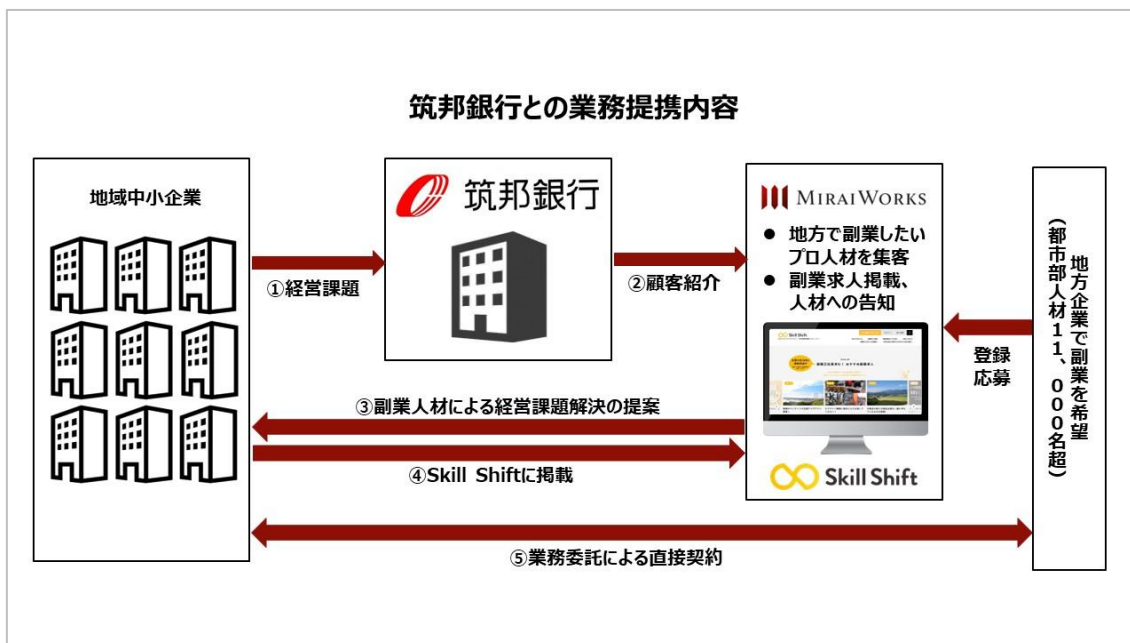 筑邦銀行との業務提携内容
地域中小企業
①経営課題
筑邦銀行
②顧客紹介
MIRAIWORKS
● 地方で副業したい
プロ人材を集客
● 副業求人掲載、
人材への告知
Skill Shift
登録
応募
地方企業で副業を希望
(都市部人材11、000名超)
③副業人材による経営課題解決の提案
④Skill Shiftに掲載
⑤業務委託による直接契約